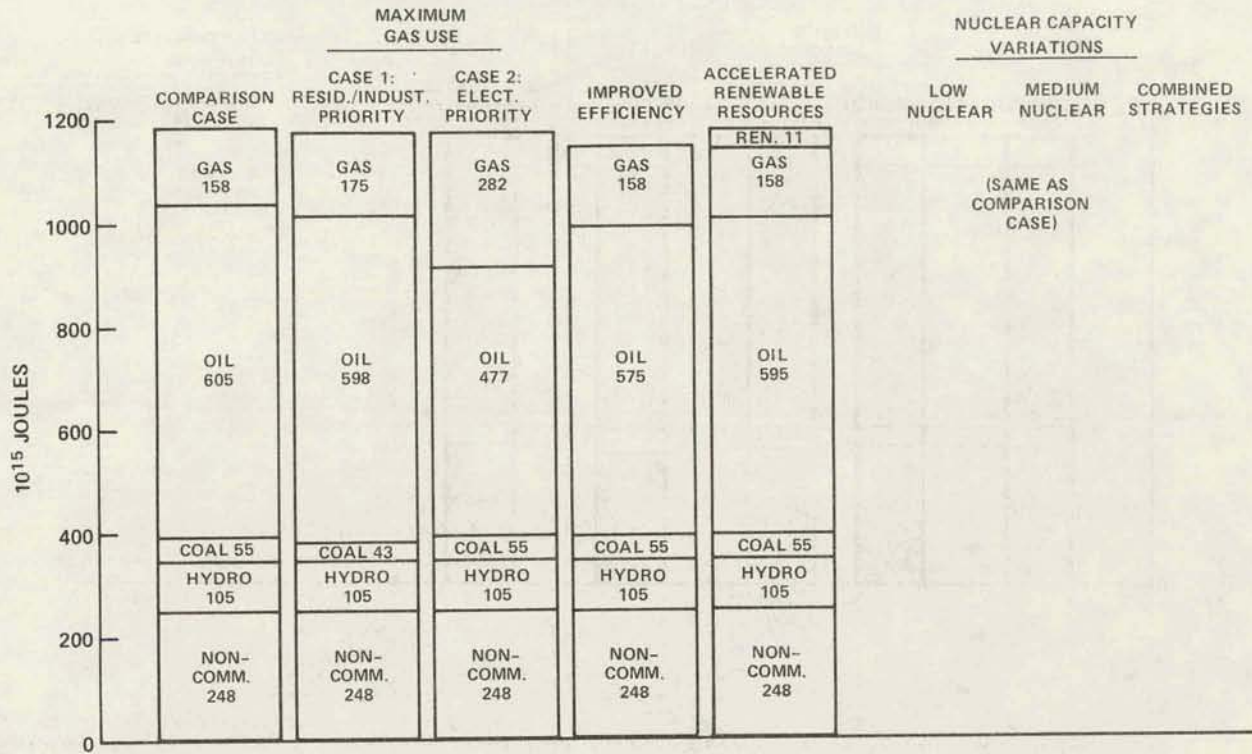 MAXIMUM
GAS USE
NUCLEAR CAPACITY
VARIATIONS
COMPARISON
CASE
CASE 1:
RESID./INDUST.
PRIORITY
CASE 2:
ELECT.
PRIORITY
IMPROVED
EFFICIENCY
ACCELERATED
RENEWABLE
RESOURCES
LOW
NUCLEAR
MEDIUM
NUCLEAR
COMBINED
STRATEGIES
10¹⁵ JOULES
1200
1000
800
600
400
200
0
GAS
158
OIL
605
COAL 55
HYDRO
105
NON-
COMM.
248
GAS
175
OIL
598
COAL 43
HYDRO
105
NON-
COMM.
248
GAS
282
OIL
477
COAL 55
HYDRO
105
NON-
COMM.
248
GAS
158
OIL
575
COAL 55
HYDRO
105
NON-
COMM.
248
REN. 11
GAS
158
OIL
595
COAL 55
HYDRO
105
NON-
COMM.
248
(SAME AS
COMPARISON
CASE)